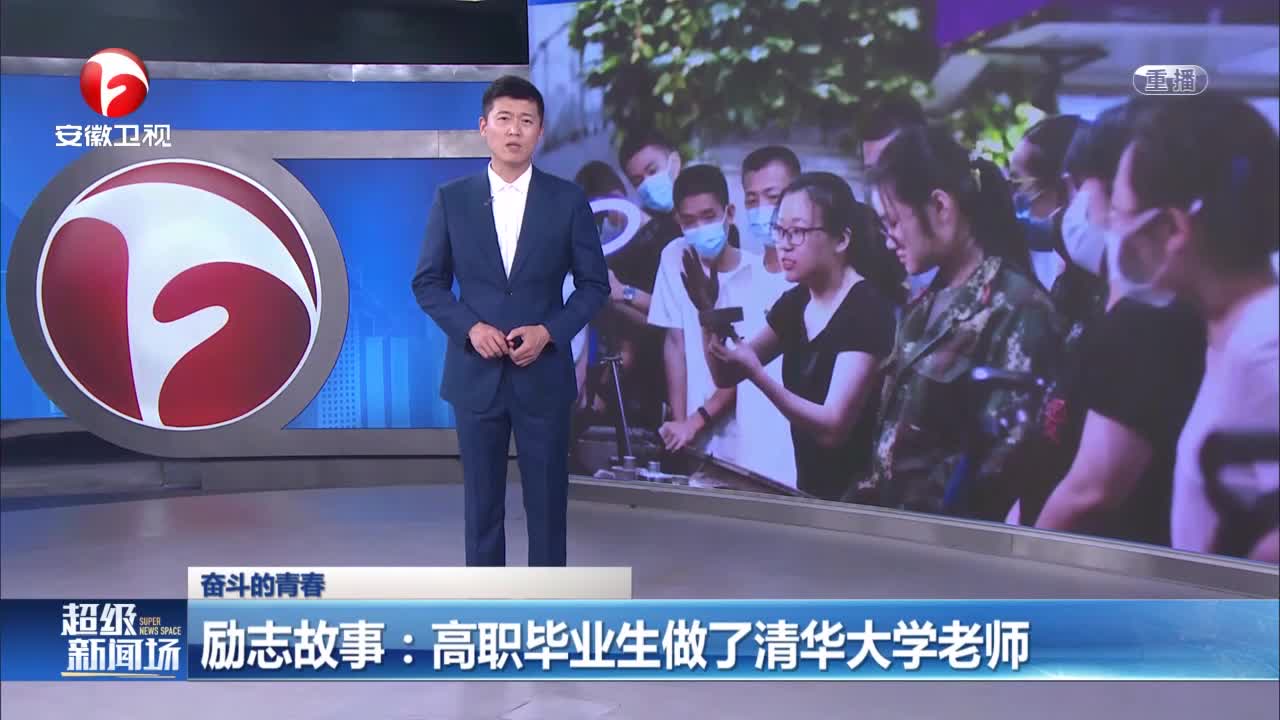 安徽卫视
重播
奋斗的青春
超级
新闻场
SUPER
NEWS SPACE
励志故事：高职毕业生做了清华大学老师